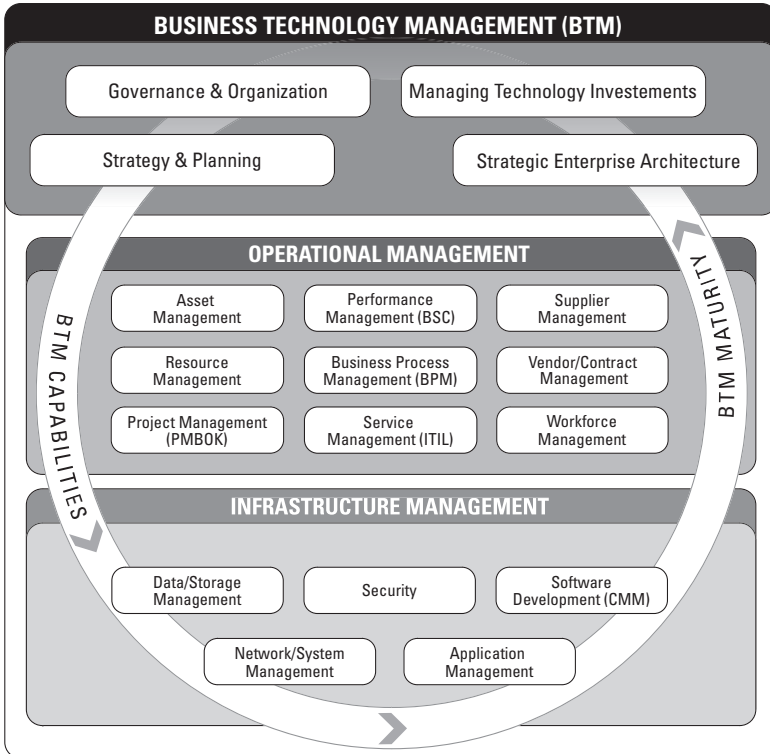 BUSINESS TECHNOLOGY MANAGEMENT (BTM)
Governance & Organization
Managing Technology Investements
Strategy & Planning
Strategic Enterprise Architecture
OPERATIONAL MANAGEMENT
Asset
Management
Performance
Management (BSC)
Supplier
Management
Resource
Management
Business Process
Management (BPM)
Vendor/Contract
Management
Project Management
(PMBOK)
Service
Management (ITIL)
Workforce
Management
BTM CAPABILITIES
BTM MATURITY
INFRASTRUCTURE MANAGEMENT
Data/Storage
Management
Security
Software
Development (CMM)
Network/System
Management
Application
Management